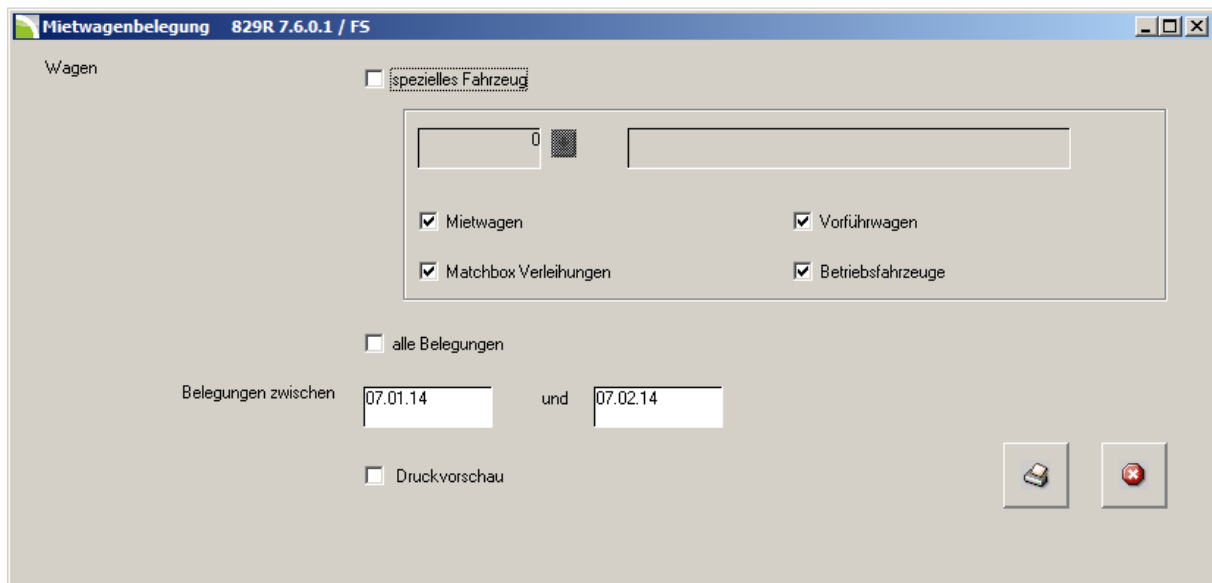 Mietwagenbelegung 829R 7.6.0.1 / FS
Wagen
spezielles Fahrzeug
0
Mietwagen Vorführwagen
Matchbox Verleihungen Betriebsfahrzeuge
alle Belegungen
Belegungen zwischen 07.01.14 und 07.02.14
Druckvorschau